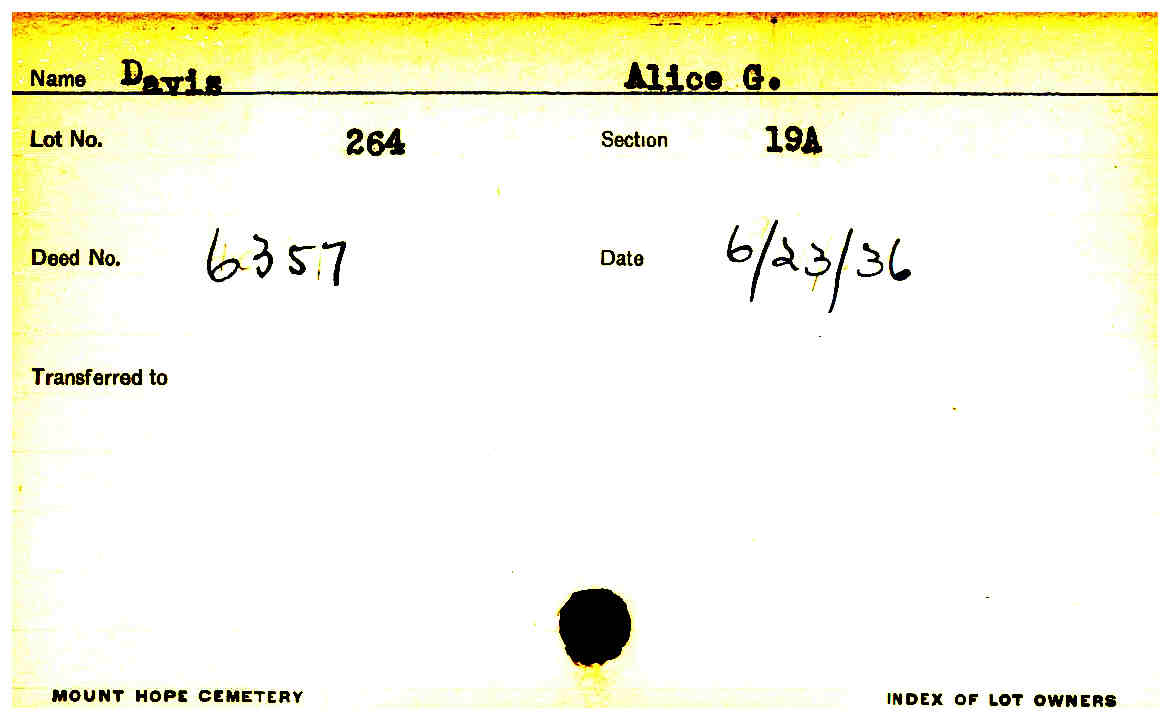 Name Davis Alice G.
Lot No. 264 Section 19A
Deed No. 6357 Date 6/23/36
Transferred to
MOUNT HOPE CEMETERY INDEX OF LOT OWNERS